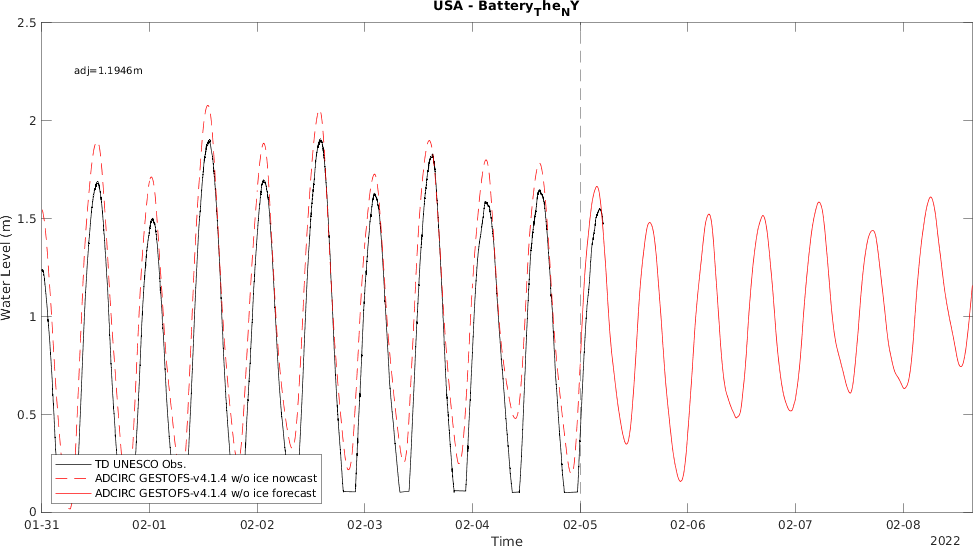 USA - Battery_The_NY
2.5
adj=1.1946m
2
1.5
1
0.5
0
Water Level (m)
TD UNESCO Obs.
ADCIRC GESTOFS-v4.1.4 w/o ice nowcast
ADCIRC GESTOFS-v4.1.4 w/o ice forecast
01-31 02-01 02-02 02-03 02-04 02-05 02-06 02-07 02-08
Time
2022